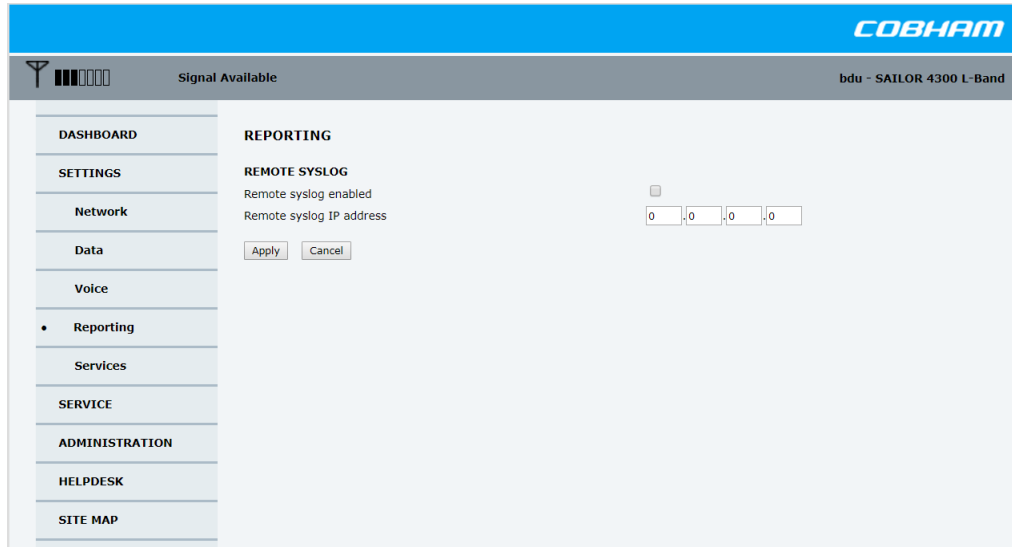 COBHAM
Signal Available
bdu - SAILOR 4300 L-Band
DASHBOARD
SETTINGS
Network
Data
Voice
• Reporting
Services
SERVICE
ADMINISTRATION
HELPDESK
SITE MAP
REPORTING
REMOTE SYSLOG
Remote syslog enabled
Remote syslog IP address 0 .0 .0 .0
Apply Cancel